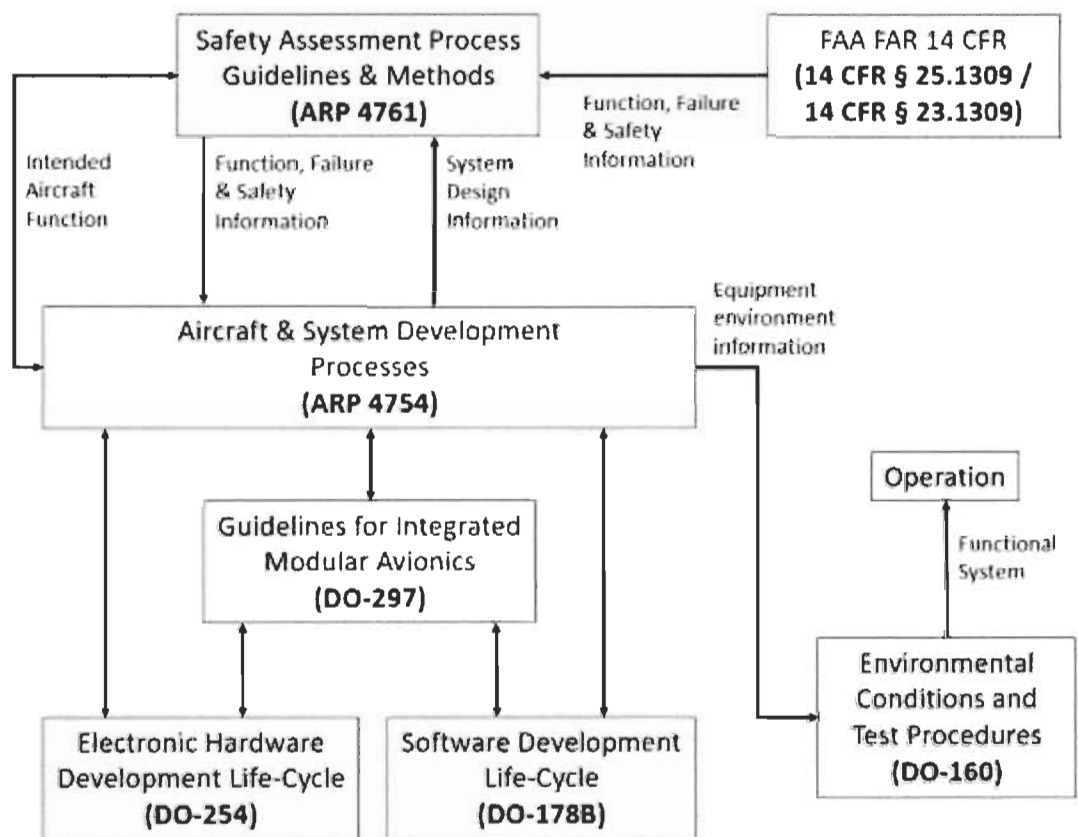 Safety Assessment Process
Guidelines & Methods
(ARP 4761)
FAA FAR 14 CFR
(14 CFR § 25.1309 /
14 CFR § 23.1309)
Function, Failure
& Safety
Information
Intended
Aircraft
Function
Function, Failure
& Safety
Information
System
Design
Information
Aircraft & System Development
Processes
(ARP 4754)
Equipment
environment
information
Operation
Functional
System
Guidelines for Integrated
Modular Avionics
(DO-297)
Environmental
Conditions and
Test Procedures
(DO-160)
Electronic Hardware
Development Life-Cycle
(DO-254)
Software Development
Life-Cycle
(DO-178B)